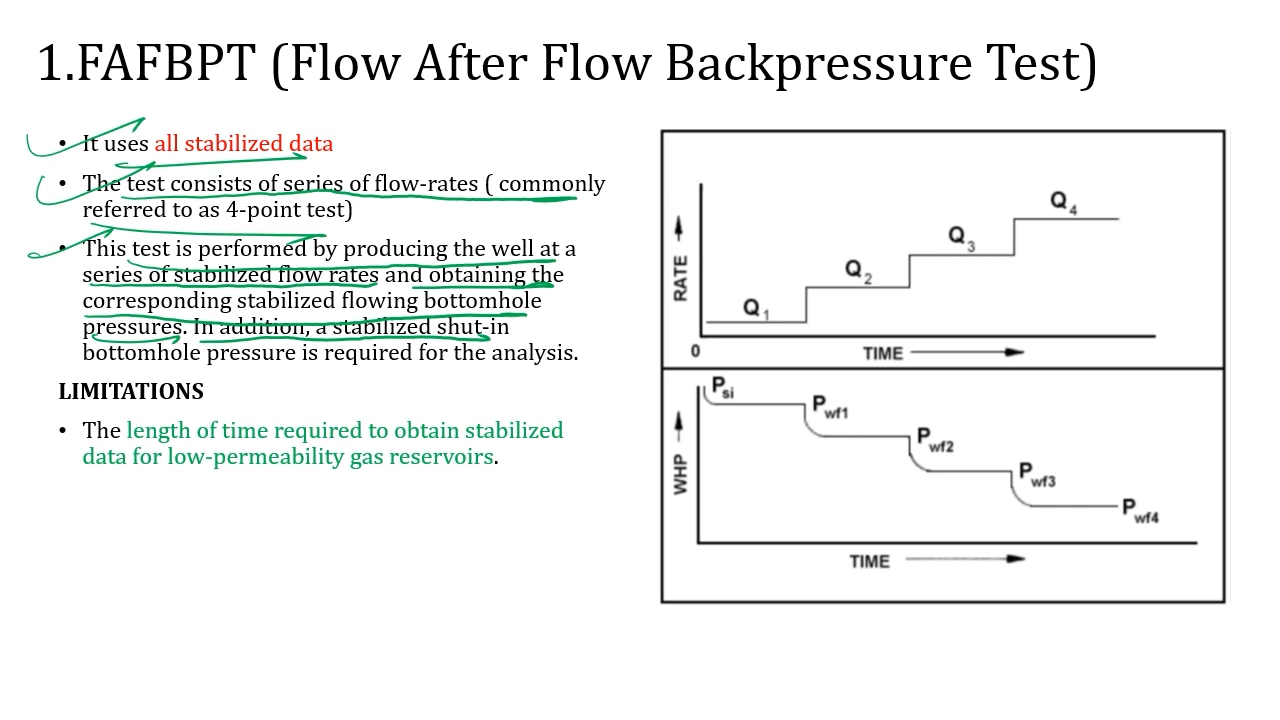 1.FAFBPT (Flow After Flow Backpressure Test)
• It uses all stabilized data
• The test consists of series of flow-rates ( commonly
referred to as 4-point test)
• This test is performed by producing the well at a
series of stabilized flow rates and obtaining the
corresponding stabilized flowing bottomhole
pressures. In addition, a stabilized shut-in
bottomhole pressure is required for the analysis.
LIMITATIONS
• The length of time required to obtain stabilized
data for low-permeability gas reservoirs.
RATE
Q1
Q2
Q3
Q4
0
TIME
WHP
Psi
Pwf1
Pwf2
Pwf3
Pwf4
TIME